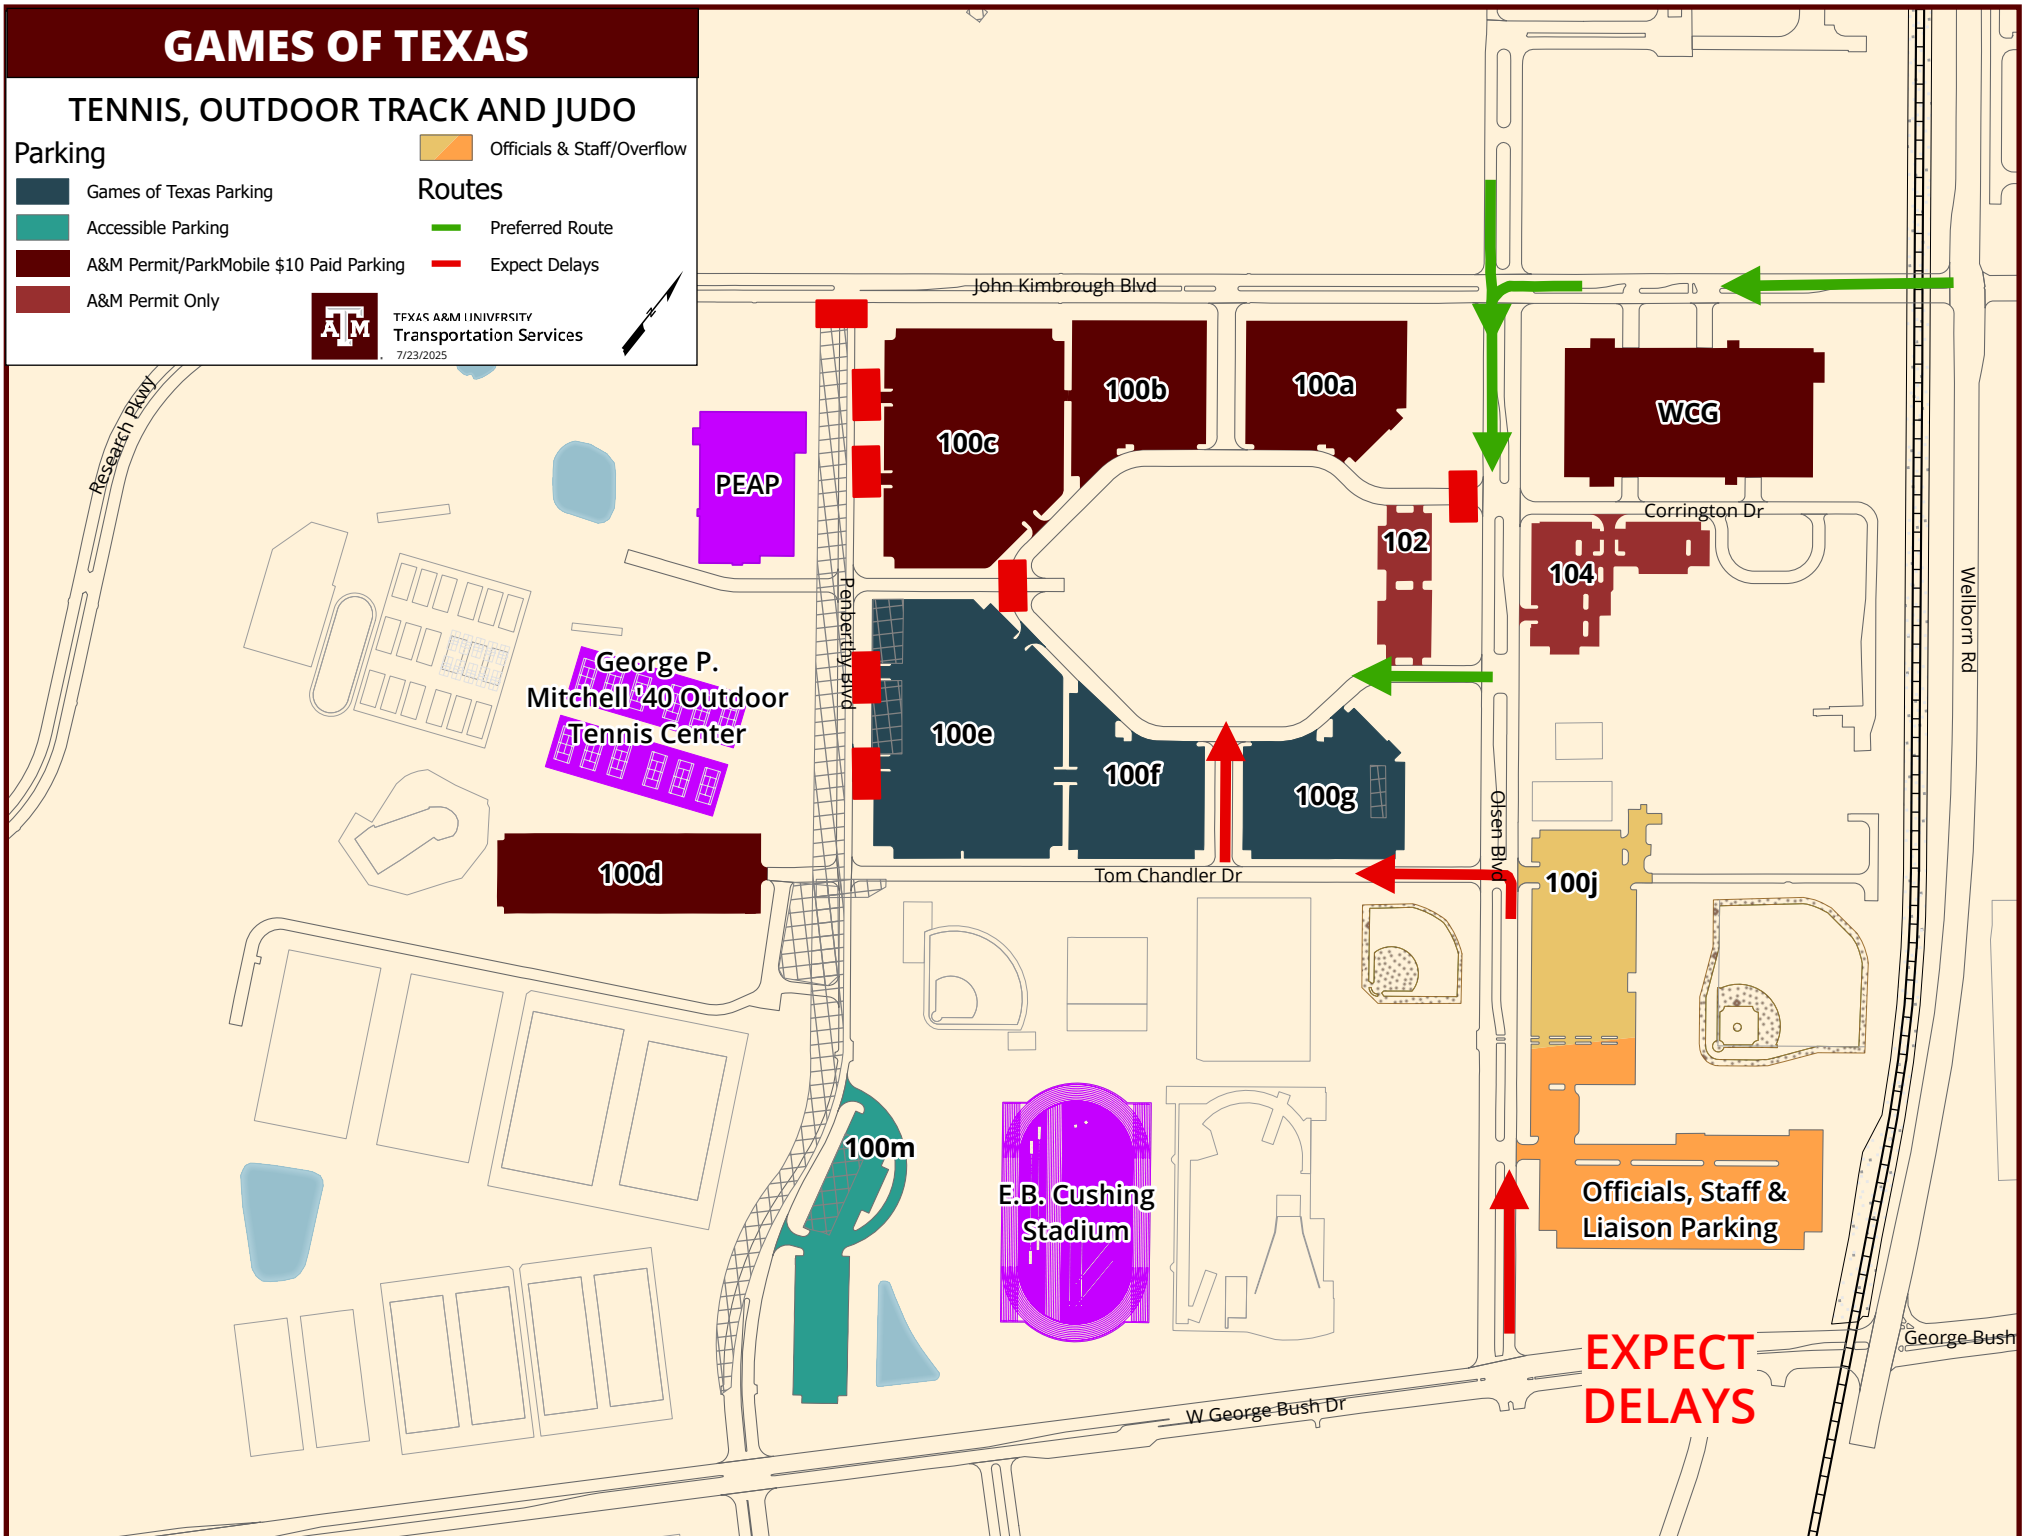 GAMES OF TEXAS
TENNIS, OUTDOOR TRACK AND JUDO
Parking
Games of Texas Parking
Accessible Parking
A&M Permit/ParkMobile $10 Paid Parking
A&M Permit Only
Officials & Staff/Overflow
Routes
Preferred Route
Expect Delays
N
ATM
TEXAS A&M UNIVERSITY
Transportation Services
7/23/2025
John Kimbrough Blvd
Research Pkwy
100c
100b
100a
WCG
PEAP
Corrington Dr
102
104
Penberthy Blvd
Wellborn Rd
George P.
Mitchell '40 Outdoor
Tennis Center
100e
100f
100g
Olsen Blvd
100d
Tom Chandler Dr
100j
100m
E.B. Cushing
Stadium
Officials, Staff &
Liaison Parking
EXPECT
DELAYS
George Bush
W George Bush Dr